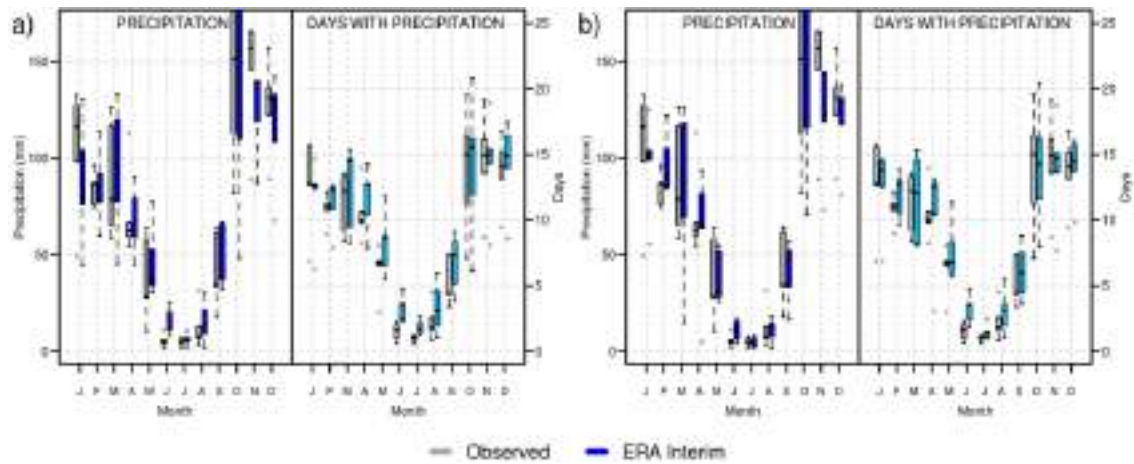 a) PRECIPITATION DAYS WITH PRECIPITATION
Precipitation (mm)
150
100
50
0
25
20
15
10
5
0
Days
J F M A M J J A S O N D J F M A M J J A S O N D
Month Month
b) PRECIPITATION DAYS WITH PRECIPITATION
Precipitation (mm)
150
100
50
0
25
20
15
10
5
0
Days
J F M A M J J A S O N D J F M A M J J A S O N D
Month Month
Observed ERA Interim